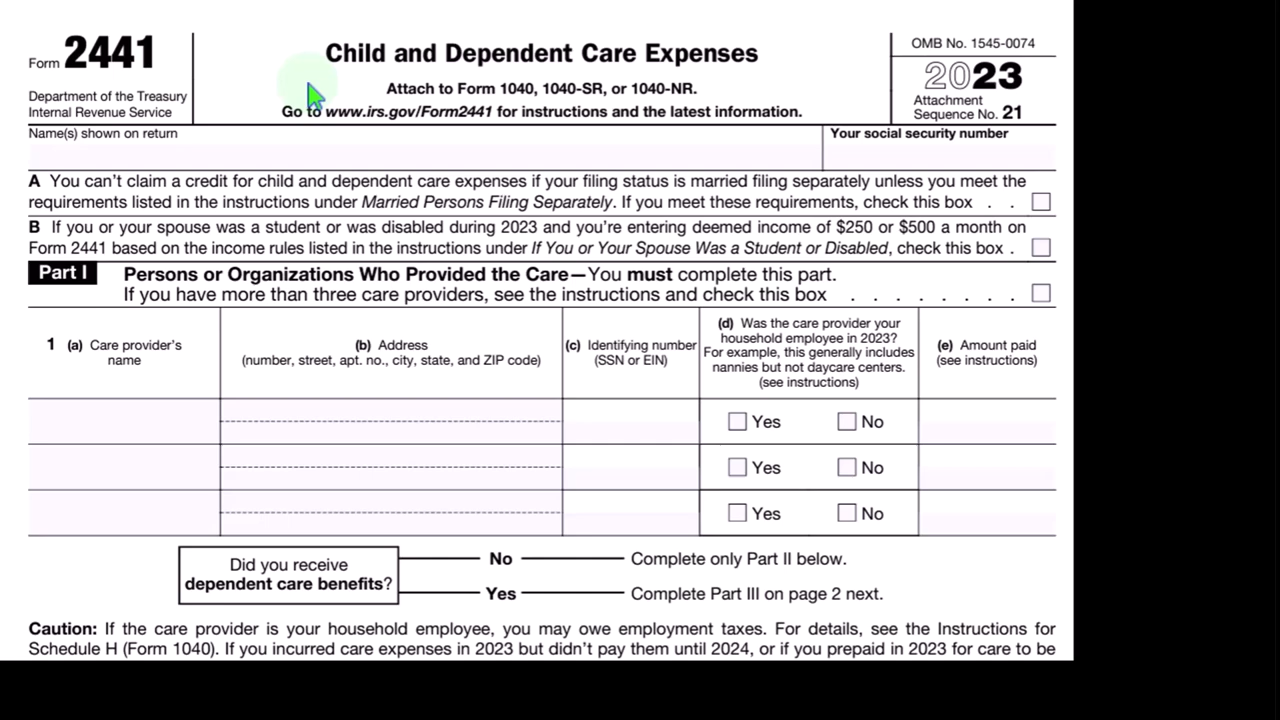 Form 2441
Department of the Treasury
Internal Revenue Service
Child and Dependent Care Expenses
Attach to Form 1040, 1040-SR, or 1040-NR.
Go to www.irs.gov/Form2441 for instructions and the latest information.
OMB No. 1545-0074
2023
Attachment
Sequence No. 21
Name(s) shown on return
Your social security number
A You can't claim a credit for child and dependent care expenses if your filing status is married filing separately unless you meet the
requirements listed in the instructions under Married Persons Filing Separately. If you meet these requirements, check this box . .
B If you or your spouse was a student or was disabled during 2023 and you're entering deemed income of $250 or $500 a month on
Form 2441 based on the income rules listed in the instructions under If You or Your Spouse Was a Student or Disabled, check this box .
Part I Persons or Organizations Who Provided the Care—You must complete this part.
If you have more than three care providers, see the instructions and check this box . . . . . . . .
1 (a) Care provider's
name
(b) Address
(number, street, apt. no., city, state, and ZIP code)
(c) Identifying number
(SSN or EIN)
(d) Was the care provider your
household employee in 2023?
For example, this generally includes
nannies but not daycare centers.
(see instructions)
(e) Amount paid
(see instructions)
Yes No
Yes No
Yes No
Did you receive
dependent care benefits?
No Complete only Part II below.
Yes Complete Part III on page 2 next.
Caution: If the care provider is your household employee, you may owe employment taxes. For details, see the Instructions for
Schedule H (Form 1040). If you incurred care expenses in 2023 but didn't pay them until 2024, or if you prepaid in 2023 for care to be